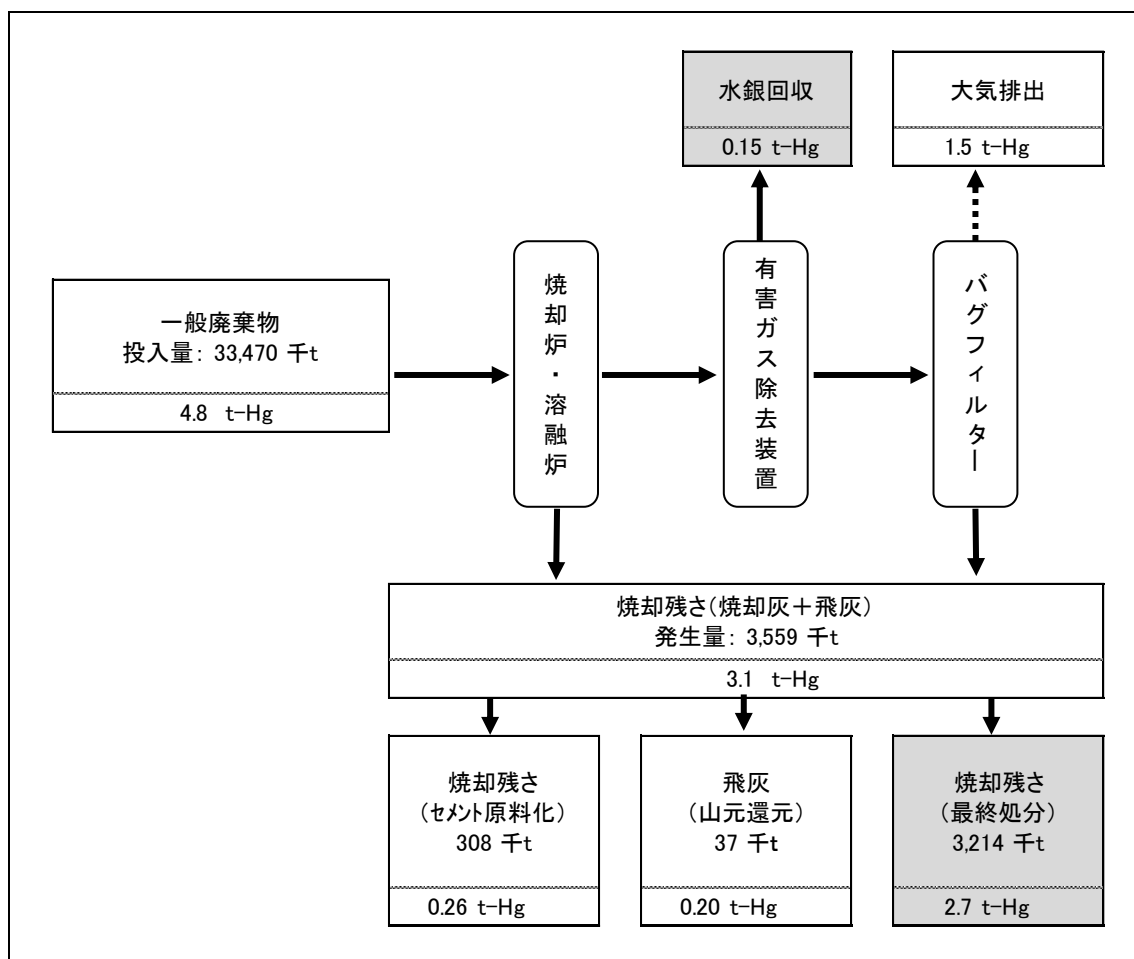 水銀回収
0.15 t-Hg
大気排出
1.5 t-Hg
一般廃棄物
投入量: 33,470 千t
4.8 t-Hg
焼却炉・溶融炉
有害ガス除去装置
バグフィルター
焼却残さ(焼却灰+飛灰)
発生量: 3,559 千t
3.1 t-Hg
焼却残さ
(セメント原料化)
308 千t
0.26 t-Hg
飛灰
(山元還元)
37 千t
0.20 t-Hg
焼却残さ
(最終処分)
3,214 千t
2.7 t-Hg